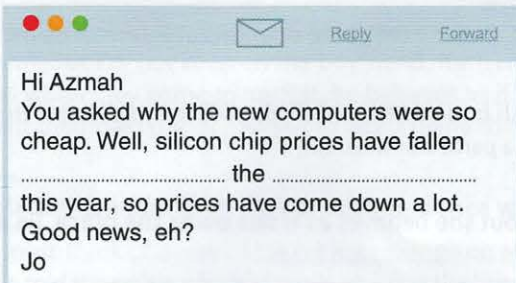 Reply Forward
Hi Azmah
You asked why the new computers were so
cheap. Well, silicon chip prices have fallen
........................................ the ........................................
this year, so prices have come down a lot.
Good news, eh?
Jo